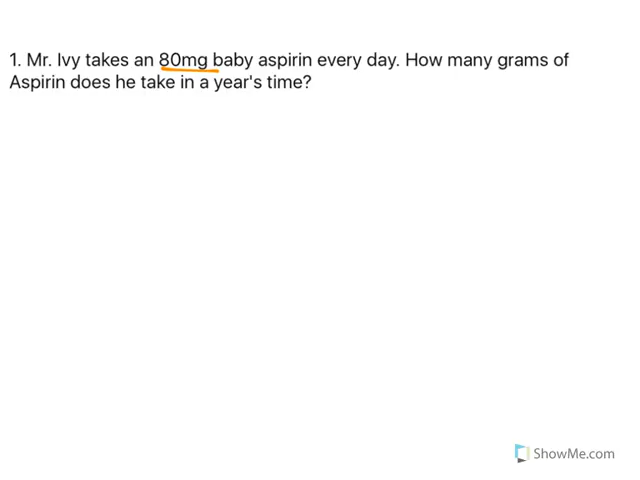 1. Mr. Ivy takes an 80mg baby aspirin every day. How many grams of
Aspirin does he take in a year's time?
ShowMe.com